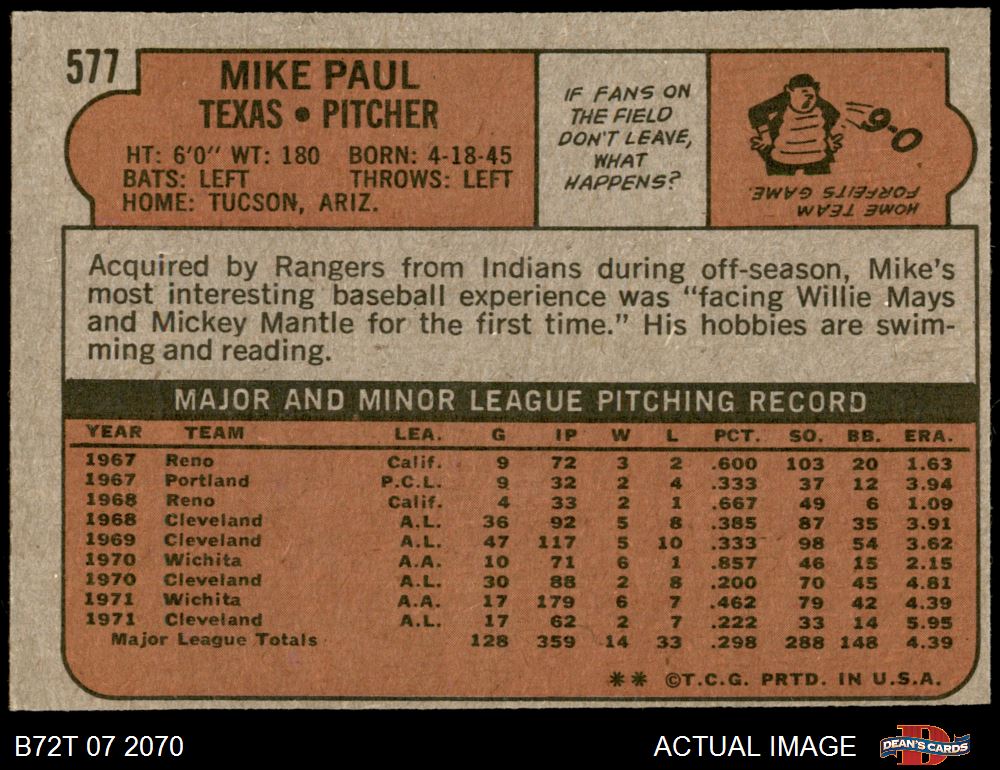 577
MIKE PAUL
TEXAS • PITCHER
HT: 6'0" WT: 180 BORN: 4-18-45
BATS: LEFT THROWS: LEFT
HOME: TUCSON, ARIZ.
IF FANS ON
THE FIELD
DON'T LEAVE,
WHAT
HAPPENS?
9-0
HOME TEAM
FORFEITS GAME.
Acquired by Rangers from Indians during off-season, Mike's
most interesting baseball experience was "facing Willie Mays
and Mickey Mantle for the first time." His hobbies are swim-
ming and reading.
MAJOR AND MINOR LEAGUE PITCHING RECORD
YEAR TEAM LEA. G IP W L PCT. SO. BB. ERA.
1967 Reno Calif. 9 72 3 2 .600 103 20 1.63
1967 Portland P.C.L. 9 32 2 4 .333 37 12 3.94
1968 Reno Calif. 4 33 2 1 .667 49 6 1.09
1968 Cleveland A.L. 36 92 5 8 .385 87 35 3.91
1969 Cleveland A.L. 47 117 5 10 .333 98 54 3.62
1970 Wichita A.A. 10 71 6 1 .857 46 15 2.15
1970 Cleveland A.L. 30 88 2 8 .200 70 45 4.81
1971 Wichita A.A. 17 179 6 7 .462 79 42 4.39
1971 Cleveland A.L. 17 62 2 7 .222 33 14 5.95
Major League Totals 128 359 14 33 .298 288 148 4.39
** ©T.C.G. PRTD. IN U.S.A.
B72T 07 2070 ACTUAL IMAGE
DEAN'S CARDS